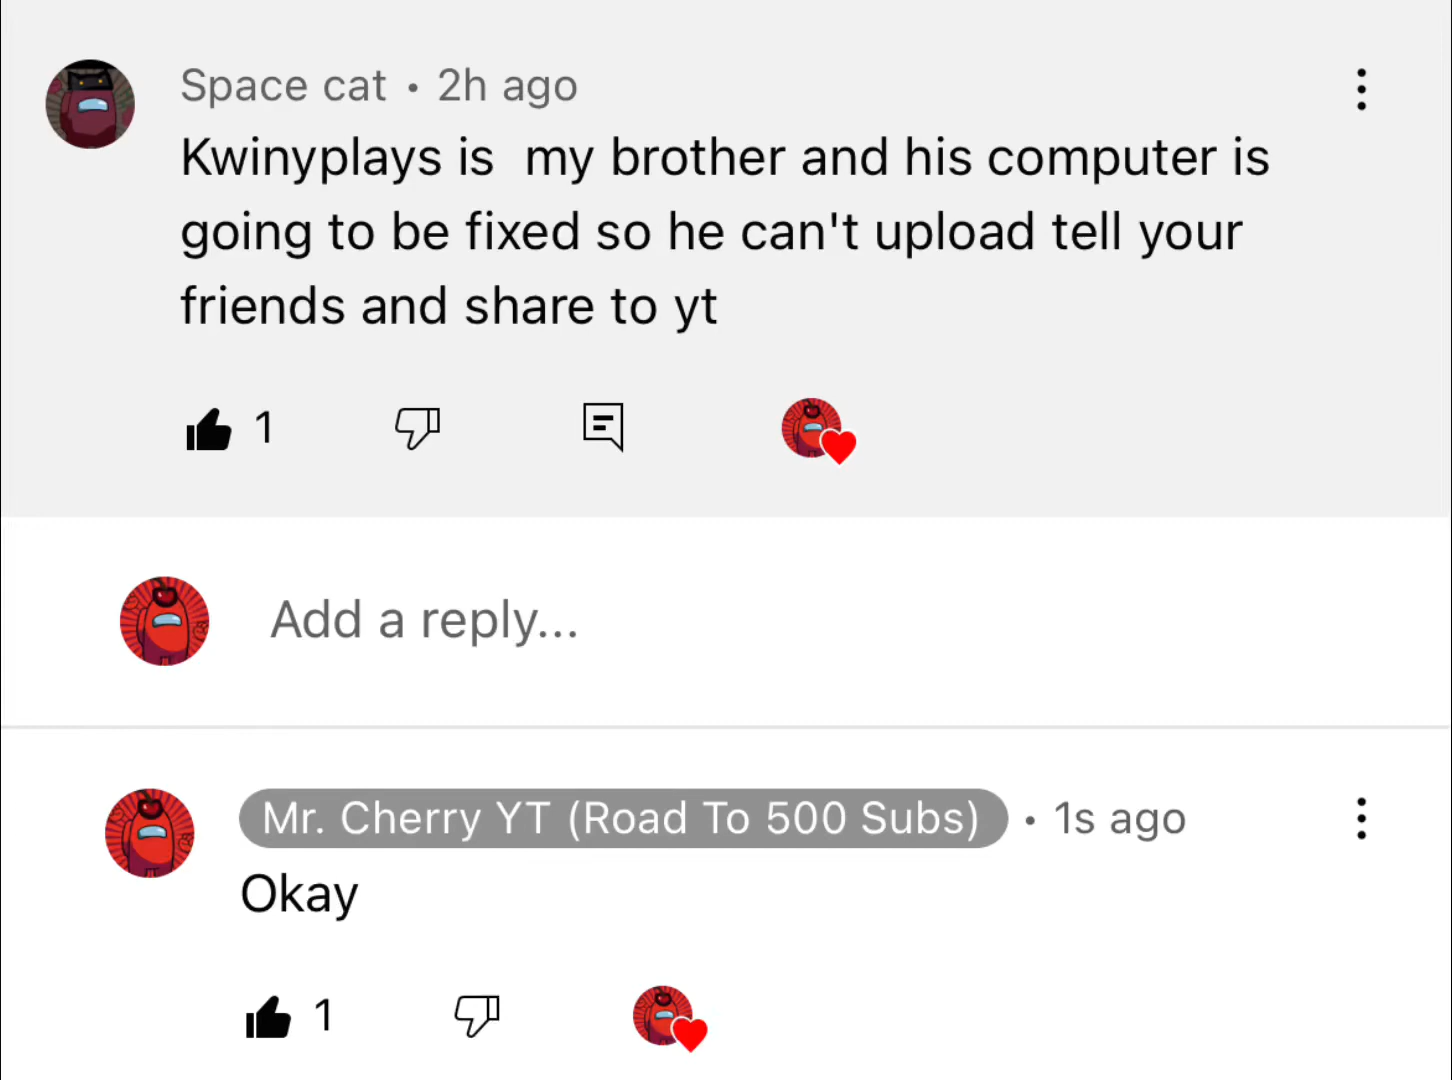 Space cat • 2h ago
Kwinyplays is  my brother and his computer is
going to be fixed so he can't upload tell your
friends and share to yt
1
Add a reply...
Mr. Cherry YT (Road To 500 Subs) • 1s ago
Okay
1